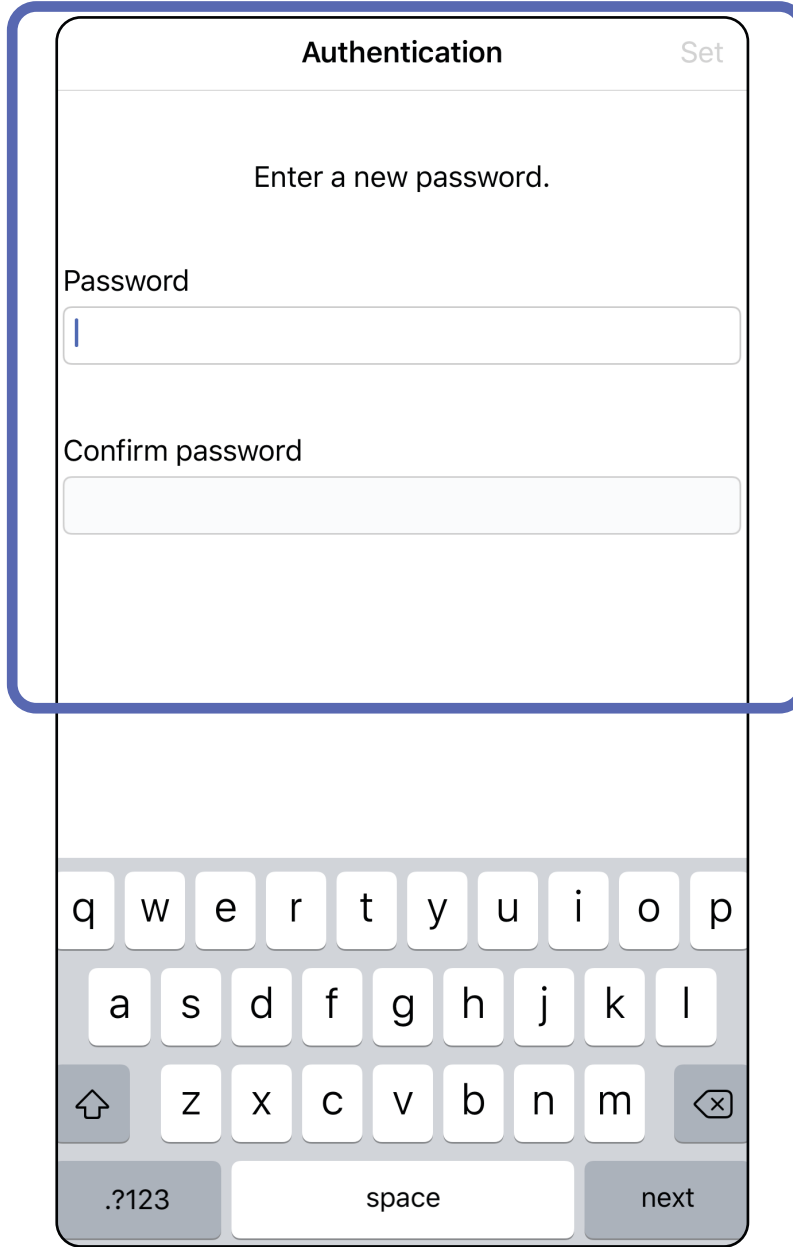 Authentication Set
Enter a new password.
Password
Confirm password
q w e r t y u i o p
a s d f g h j k l
z x c v b n m
.?123 space next